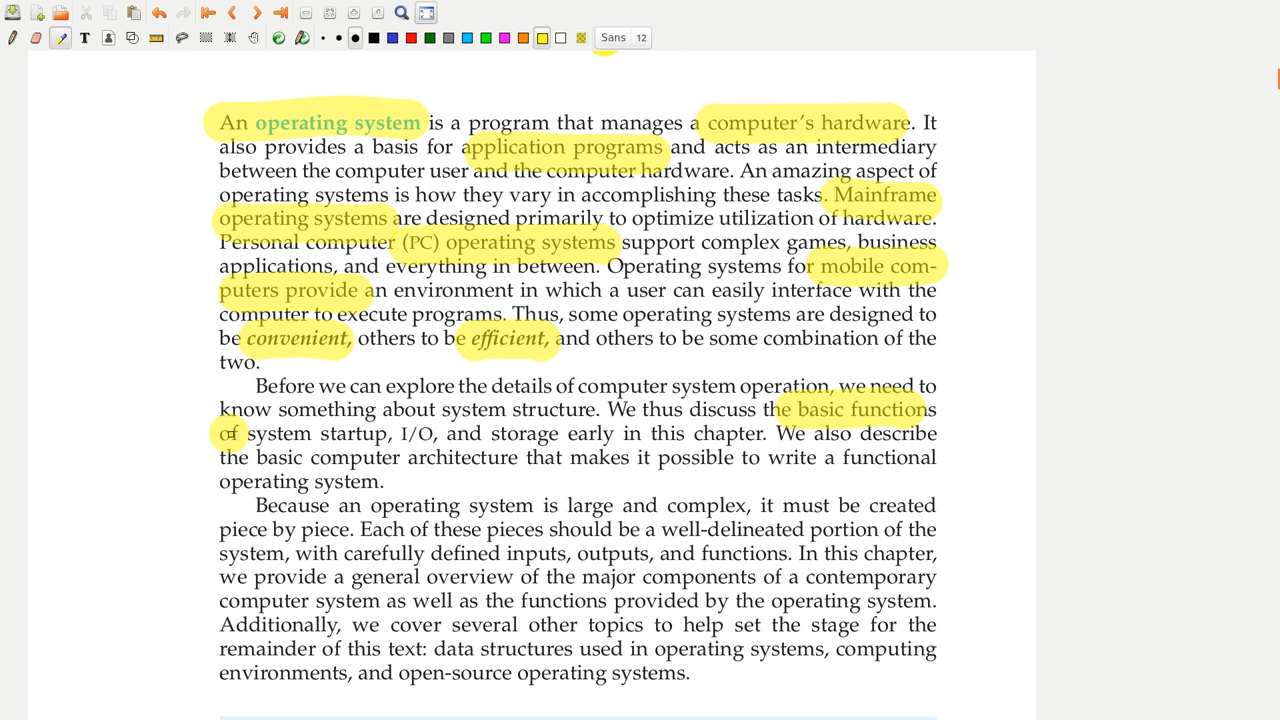 Sans 12
An operating system is a program that manages a computer’s hardware. It
also provides a basis for application programs and acts as an intermediary
between the computer user and the computer hardware. An amazing aspect of
operating systems is how they vary in accomplishing these tasks. Mainframe
operating systems are designed primarily to optimize utilization of hardware.
Personal computer (PC) operating systems support complex games, business
applications, and everything in between. Operating systems for mobile com-
puters provide an environment in which a user can easily interface with the
computer to execute programs. Thus, some operating systems are designed to
be convenient, others to be efficient, and others to be some combination of the
two.
Before we can explore the details of computer system operation, we need to
know something about system structure. We thus discuss the basic functions
of system startup, I/O, and storage early in this chapter. We also describe
the basic computer architecture that makes it possible to write a functional
operating system.
Because an operating system is large and complex, it must be created
piece by piece. Each of these pieces should be a well-delineated portion of the
system, with carefully defined inputs, outputs, and functions. In this chapter,
we provide a general overview of the major components of a contemporary
computer system as well as the functions provided by the operating system.
Additionally, we cover several other topics to help set the stage for the
remainder of this text: data structures used in operating systems, computing
environments, and open-source operating systems.